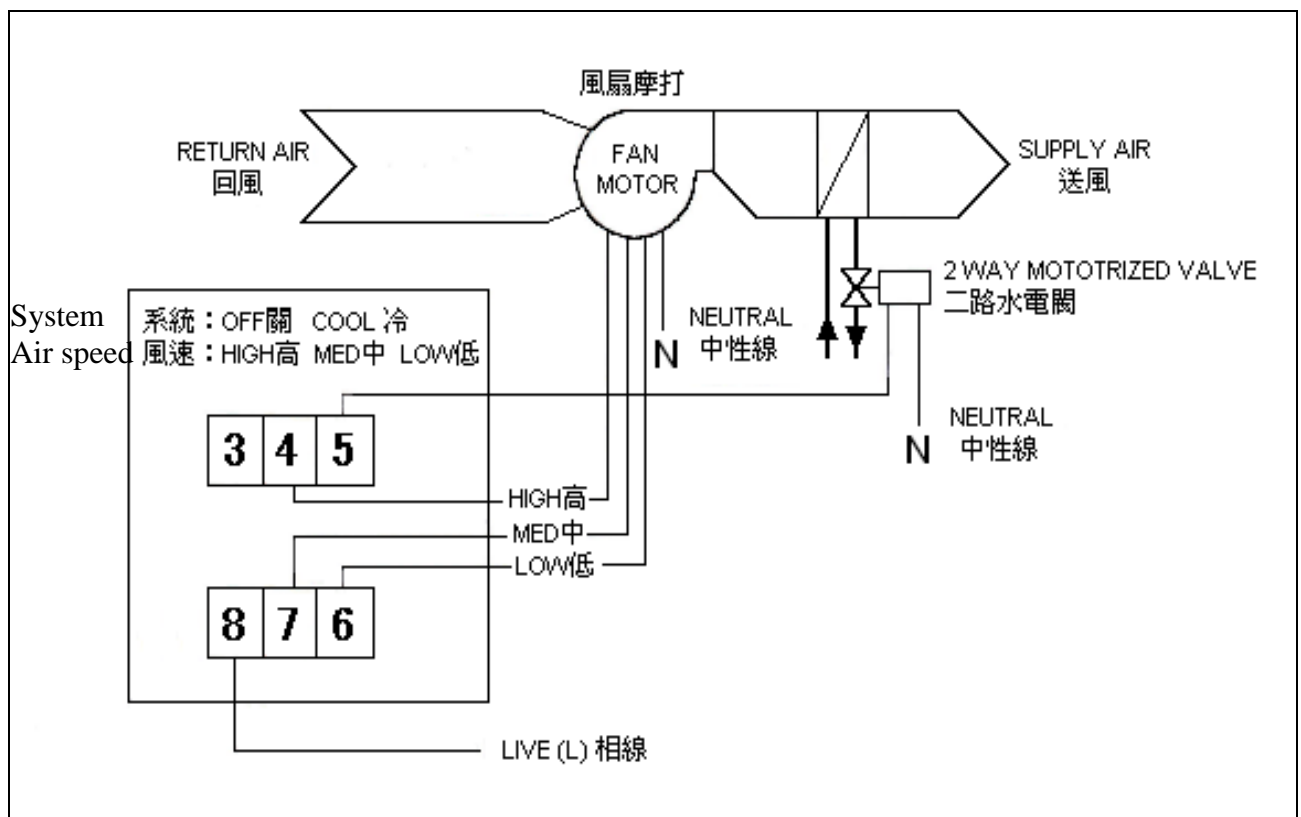 風扇摩打
FAN
MOTOR
RETURN AIR
回風
SUPPLY AIR
送風
2 WAY MOTOTRIZED VALVE
二路水電閥
System 系統：OFF關 COOL 冷
Air speed 風速：HIGH高 MED中 LOW低
NEUTRAL
N 中性線
NEUTRAL
N 中性線
3 4 5
HIGH高
MED中
LOW低
8 7 6
LIVE (L) 相線